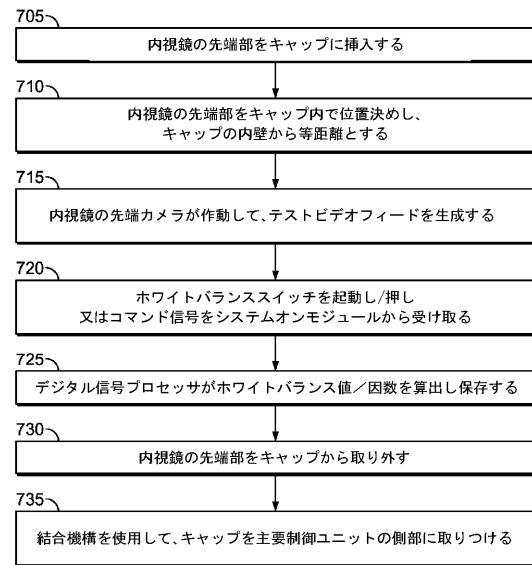 705
内視鏡の先端部をキャップに挿入する
710
内視鏡の先端部をキャップ内で位置決めし、
キャップの内壁から等距離とする
715
内視鏡の先端カメラが作動して、テストビデオフィードを生成する
720
ホワイトバランススイッチを起動し/押し
又はコマンド信号をシステムオンモジュールから受け取る
725
デジタル信号プロセッサがホワイトバランス値／因数を算出し保存する
730
内視鏡の先端部をキャップから取り外す
735
結合機構を使用して、キャップを主要制御ユニットの側部に取りつける